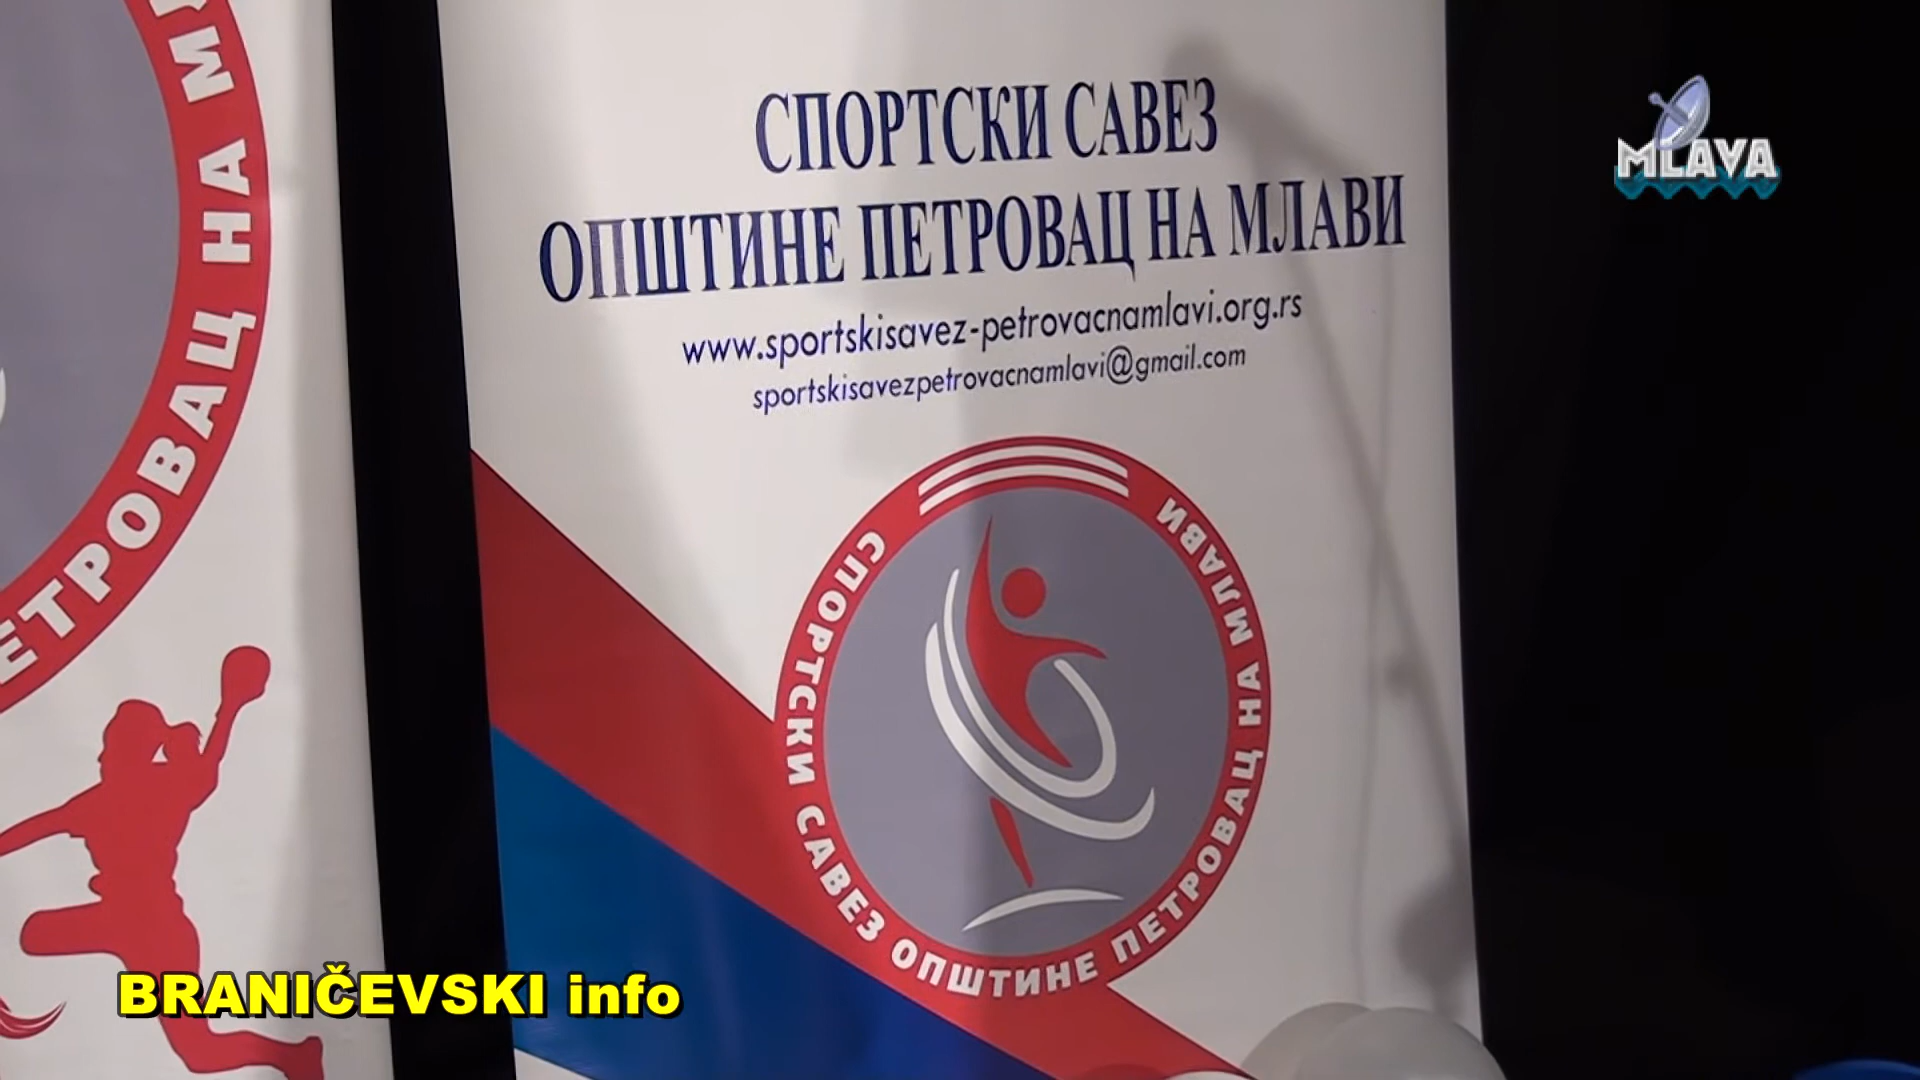 СПОРТСКИ САВЕЗ
ОПШТИНЕ ПЕТРОВАЦ НА МЛАВИ
www.sportskisavez-petrovacnamlavi.org.rs
sportskisavezpetrovacnamlavi@gmail.com
СПОРТСКИ САВЕЗ ОПШТИНЕ ПЕТРОВАЦ НА МЛАВИ
НА
MLAVA
BRANIČEVSKI info